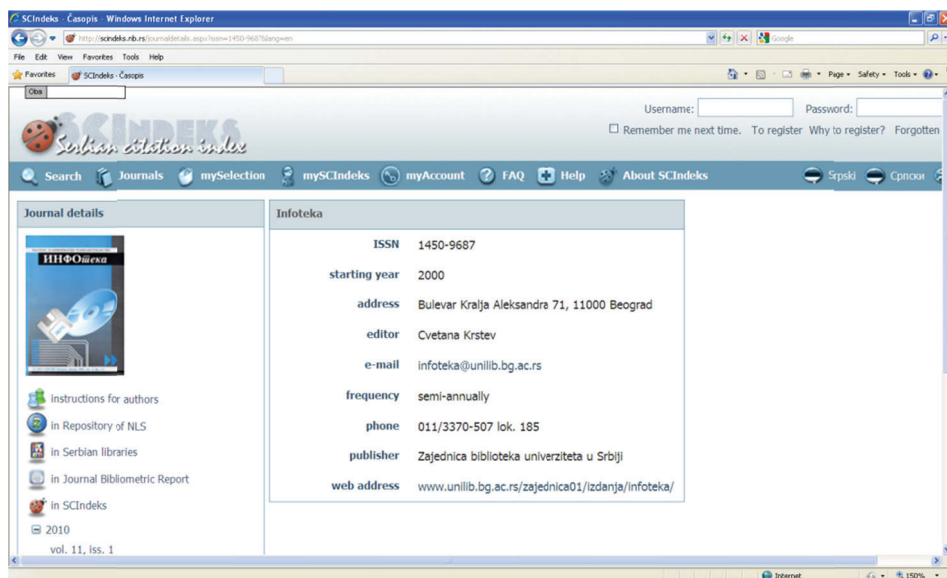 SCIndeks - Časopis - Windows Internet Explorer
http://scindeks.nb.rs/journaldetails.aspx?issn=1450-9687&lang=en
Google
File Edit View Favorites Tools Help
Favorites SCIndeks - Časopis Page Safety Tools
Oba
SCINDEKS
Serbian citation index
Username: Password:
Remember me next time. To register Why to register? Forgotten
Search Journals mySelection mySCIndeks myAccount FAQ Help About SCIndeks Srpski Српски
Journal details
ИНФОтека
instructions for authors
in Repository of NLS
in Serbian libraries
in Journal Bibliometric Report
in SCIndeks
2010
vol. 11, iss. 1
Infoteka
ISSN 1450-9687
starting year 2000
address Bulevar Kralja Aleksandra 71, 11000 Beograd
editor Cvetana Krstev
e-mail infoteka@unilib.bg.ac.rs
frequency semi-annually
phone 011/3370-507 lok. 185
publisher Zajednica biblioteka univerziteta u Srbiji
web address www.unilib.bg.ac.rs/zajednica01/izdanja/infoteka/
Internet 150%